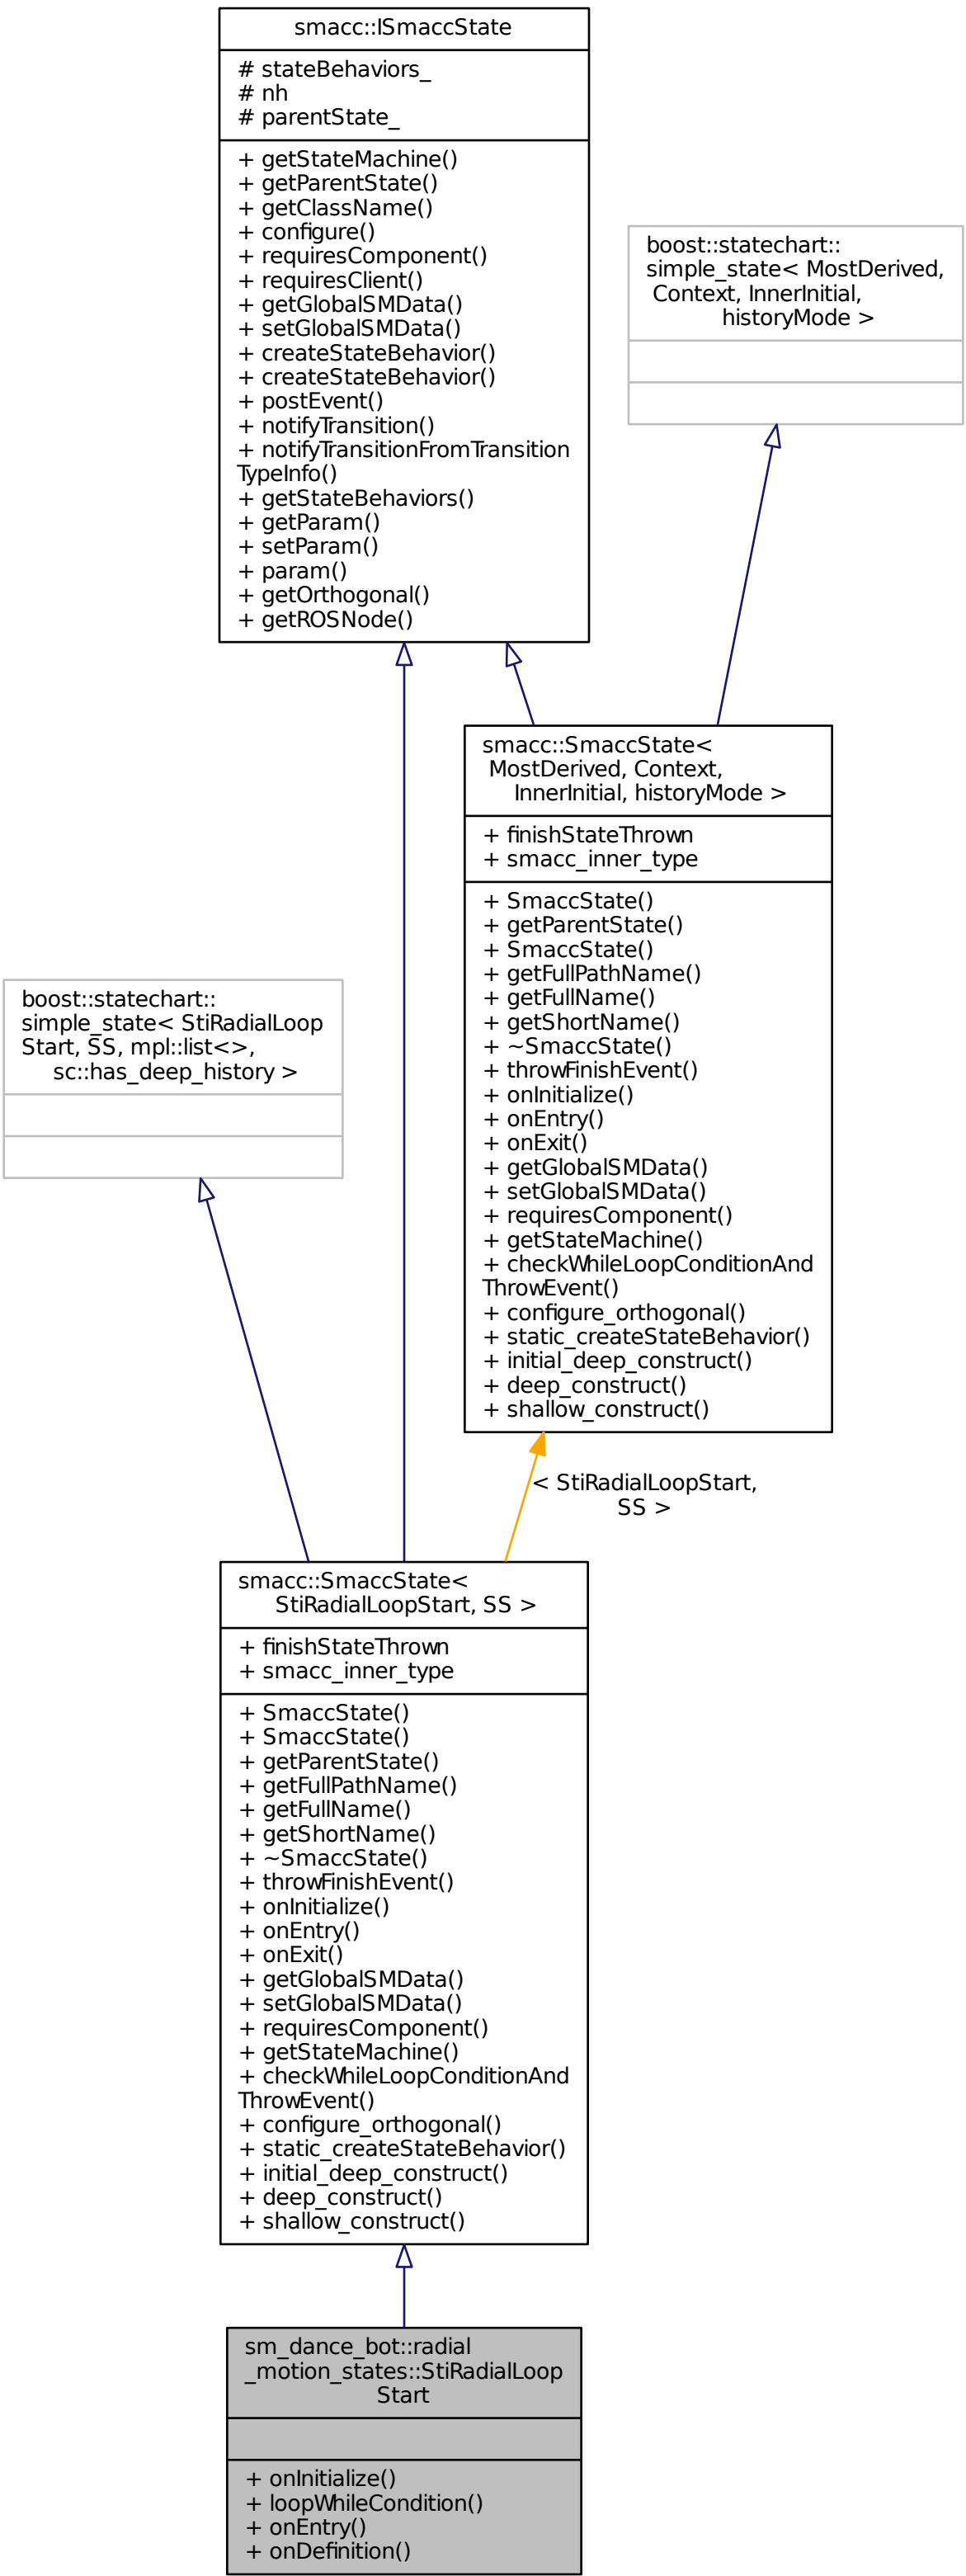 smacc::ISmaccState
# stateBehaviors_
# nh
# parentState_
+ getStateMachine()
+ getParentState()
+ getClassName()
+ configure()
+ requiresComponent()
+ requiresClient()
+ getGlobalSMData()
+ setGlobalSMData()
+ createStateBehavior()
+ createStateBehavior()
+ postEvent()
+ notifyTransition()
+ notifyTransitionFromTransition
TypeInfo()
+ getStateBehaviors()
+ getParam()
+ setParam()
+ param()
+ getOrthogonal()
+ getROSNode()
boost::statechart::
simple_state< MostDerived,
Context, InnerInitial,
historyMode >
smacc::SmaccState<
MostDerived, Context,
InnerInitial, historyMode >
+ finishStateThrown
+ smacc_inner_type
+ SmaccState()
+ getParentState()
+ SmaccState()
+ getFullPathName()
+ getFullName()
+ getShortName()
+ ~SmaccState()
+ throwFinishEvent()
+ onInitialize()
+ onEntry()
+ onExit()
+ getGlobalSMData()
+ setGlobalSMData()
+ requiresComponent()
+ getStateMachine()
+ checkWhileLoopConditionAnd
ThrowEvent()
+ configure_orthogonal()
+ static_createStateBehavior()
+ initial_deep_construct()
+ deep_construct()
+ shallow_construct()
boost::statechart::
simple_state< StiRadialLoop
Start, SS, mpl::list<>,
sc::has_deep_history >
< StiRadialLoopStart,
SS >
smacc::SmaccState<
StiRadialLoopStart, SS >
+ finishStateThrown
+ smacc_inner_type
+ SmaccState()
+ SmaccState()
+ getParentState()
+ getFullPathName()
+ getFullName()
+ getShortName()
+ ~SmaccState()
+ throwFinishEvent()
+ onInitialize()
+ onEntry()
+ onExit()
+ getGlobalSMData()
+ setGlobalSMData()
+ requiresComponent()
+ getStateMachine()
+ checkWhileLoopConditionAnd
ThrowEvent()
+ configure_orthogonal()
+ static_createStateBehavior()
+ initial_deep_construct()
+ deep_construct()
+ shallow_construct()
sm_dance_bot::radial
_motion_states::StiRadialLoop
Start
+ onInitialize()
+ loopWhileCondition()
+ onEntry()
+ onDefinition()